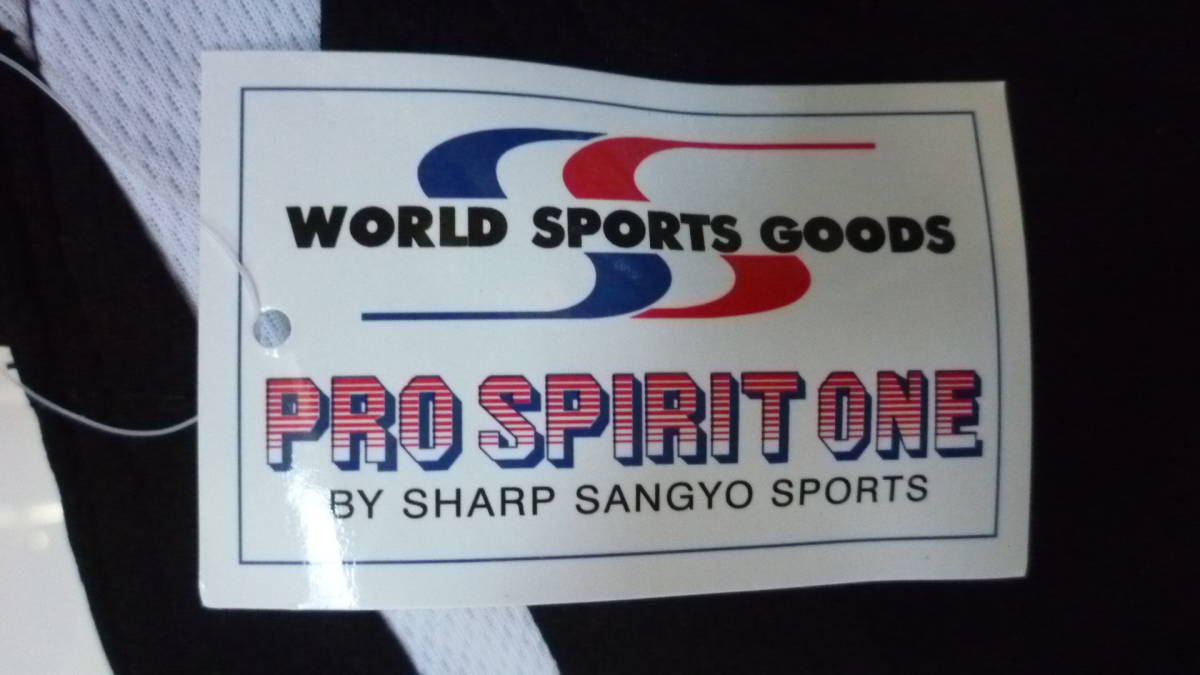 WORLD SPORTS GOODS
PRO SPIRIT ONE
BY SHARP SANGYO SPORTS